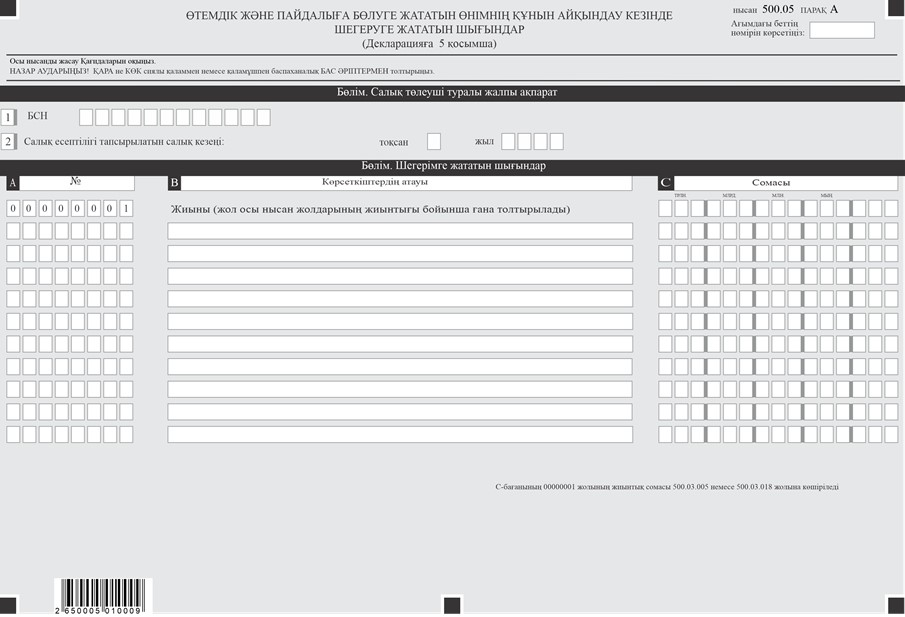 ӨТЕМДІК ЖӘНЕ ПАЙДАЛЫҒА БӨЛУГЕ ЖАТАТЫН ӨНІМНІҢ ҚҰНЫН АЙҚЫНДАУ КЕЗІНДЕ
ШЕГЕРУГЕ ЖАТАТЫН ШЫҒЫНДАР
(Декларацияға 5 қосымша)
нысан 500.05 ПАРАҚ А
Ағымдағы беттің
нөмірін көрсетіңіз:
Осы нысанды жасау Қағидаларын оқыңыз.
НАЗАР АУДАРЫҢЫЗ! ҚАРА не КӨК сиялы қаламмен немесе қаламұшпен баспаханалық БАС ӘРІПТЕРМЕН толтырыңыз.
Бөлім. Салық төлеуші туралы жалпы ақпарат
1 БСН
2 Салық есептілігі тапсырылатын салық кезеңі: тоқсан жыл
Бөлім. Шегерімге жататын шығындар
A № B Көрсеткіштердің атауы C Сомасы
трлн млрд млн мың
0 0 0 0 0 0 0 1 Жиыны (жол осы нысан жолдарының жиынтығы бойынша ғана толтырылады)
С-бағанының 00000001 жолының жиынтық сомасы 500.03.005 немесе 500.03.018 жолына көшіріледі
2 650005 010009